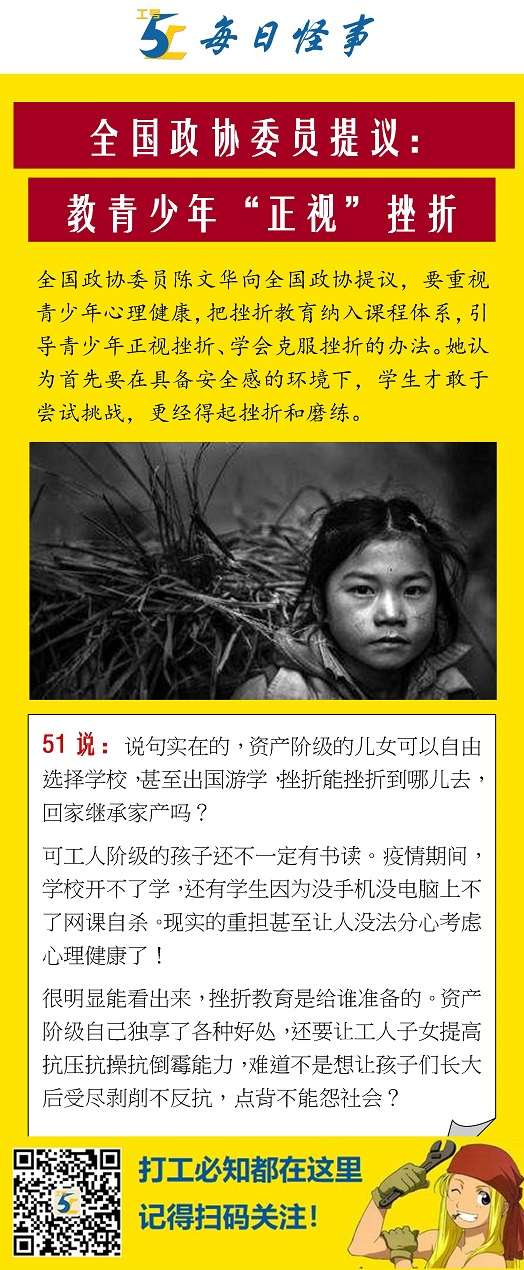 工号
51
每日怪事
全国政协委员提议：
教青少年“正视”挫折
全国政协委员陈文华向全国政协提议，要重视
青少年心理健康，把挫折教育纳入课程体系，引
导青少年正视挫折、学会克服挫折的办法。她认
为首先要在具备安全感的环境下，学生才敢于
尝试挑战，更经得起挫折和磨练。
51 说：说句实在的，资产阶级的儿女可以自由
选择学校，甚至出国游学，挫折能挫折到哪儿去，
回家继承家产吗？
可工人阶级的孩子还不一定有书读。疫情期间，
学校开不了学，还有学生因为没手机没电脑上不
了网课自杀。现实的重担甚至让人没法分心考虑
心理健康了！
很明显能看出来，挫折教育是给谁准备的。资产
阶级自己独享了各种好处，还要让工人子女提高
抗压抗操抗倒霉能力，难道不是想让孩子们长大
后受尽剥削不反抗，点背不能怨社会？
打工必知都在这里
记得扫码关注！